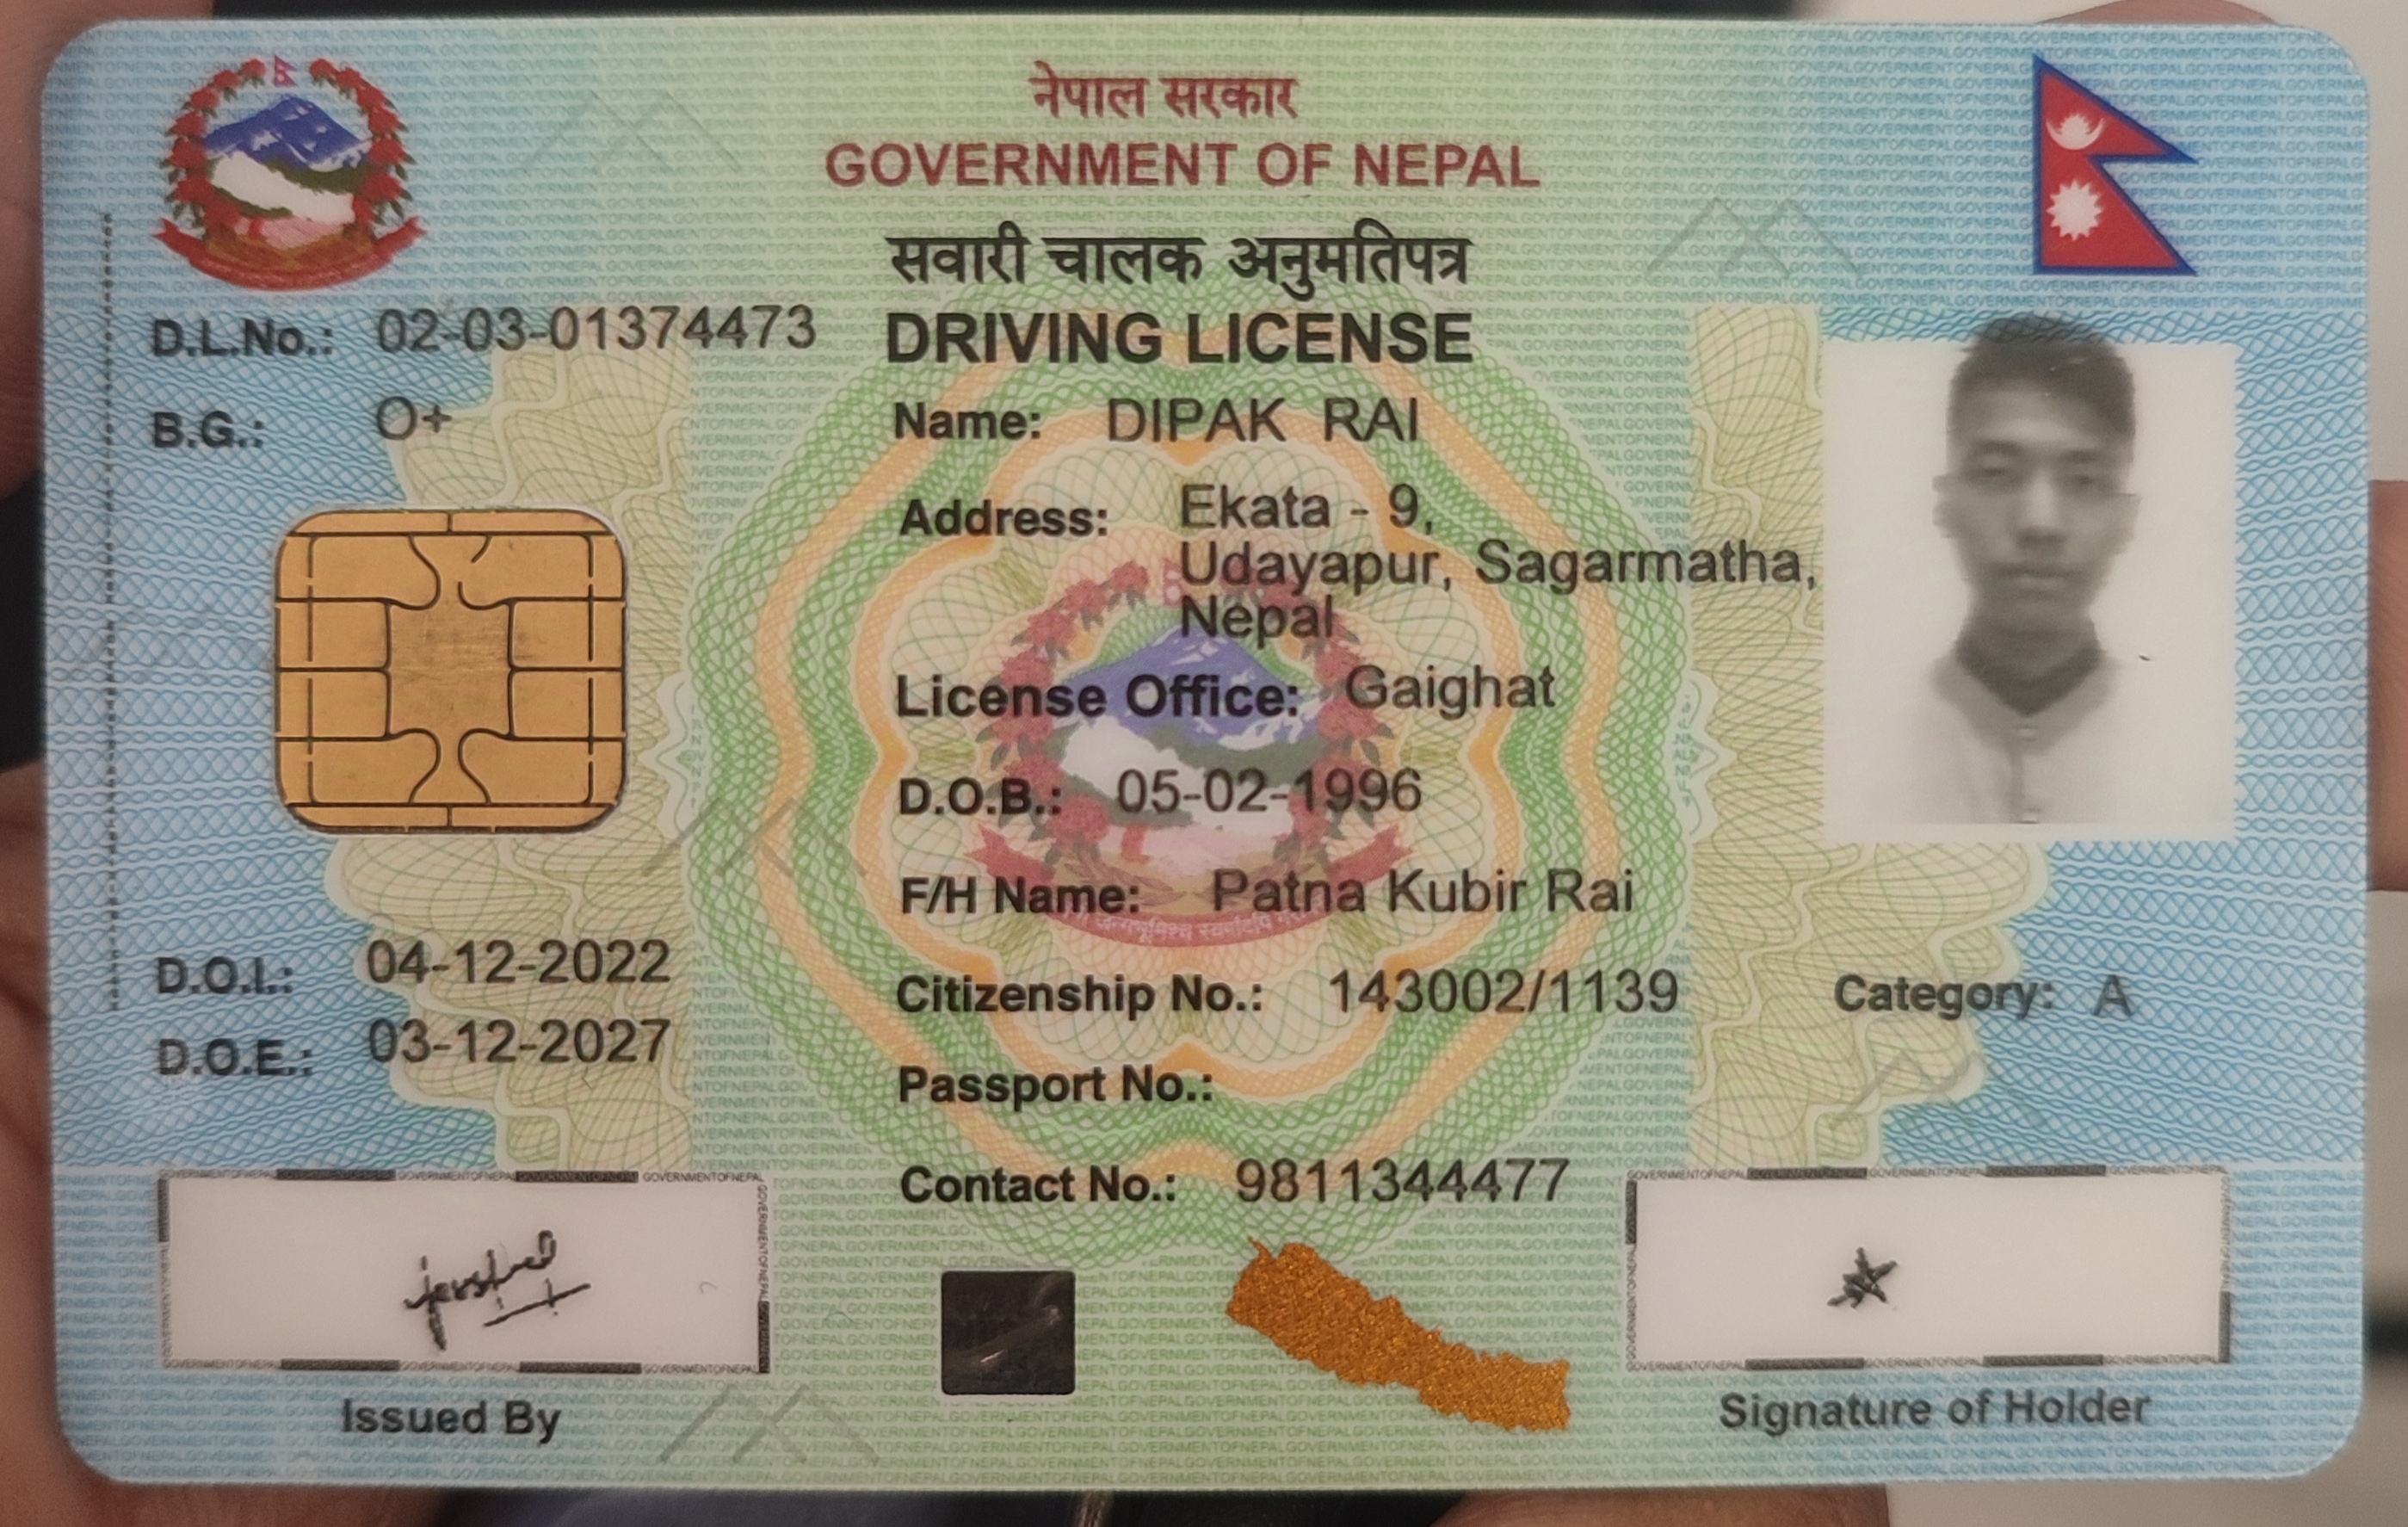 नेपाल सरकार
GOVERNMENT OF NEPAL
सवारी चालक अनुमतिपत्र
DRIVING LICENSE
D.L.No.: 02-03-01374473
B.G.: O+
Name: DIPAK RAI
Address: Ekata - 9,
Udayapur, Sagarmatha,
Nepal
License Office: Gaighat
D.O.B.: 05-02-1996
F/H Name: Patna Kubir Rai
D.O.I.: 04-12-2022
D.O.E.: 03-12-2027
Citizenship No.: 143002/1139
Category: A
Passport No.:
Contact No.: 9811344477
Issued By
Signature of Holder